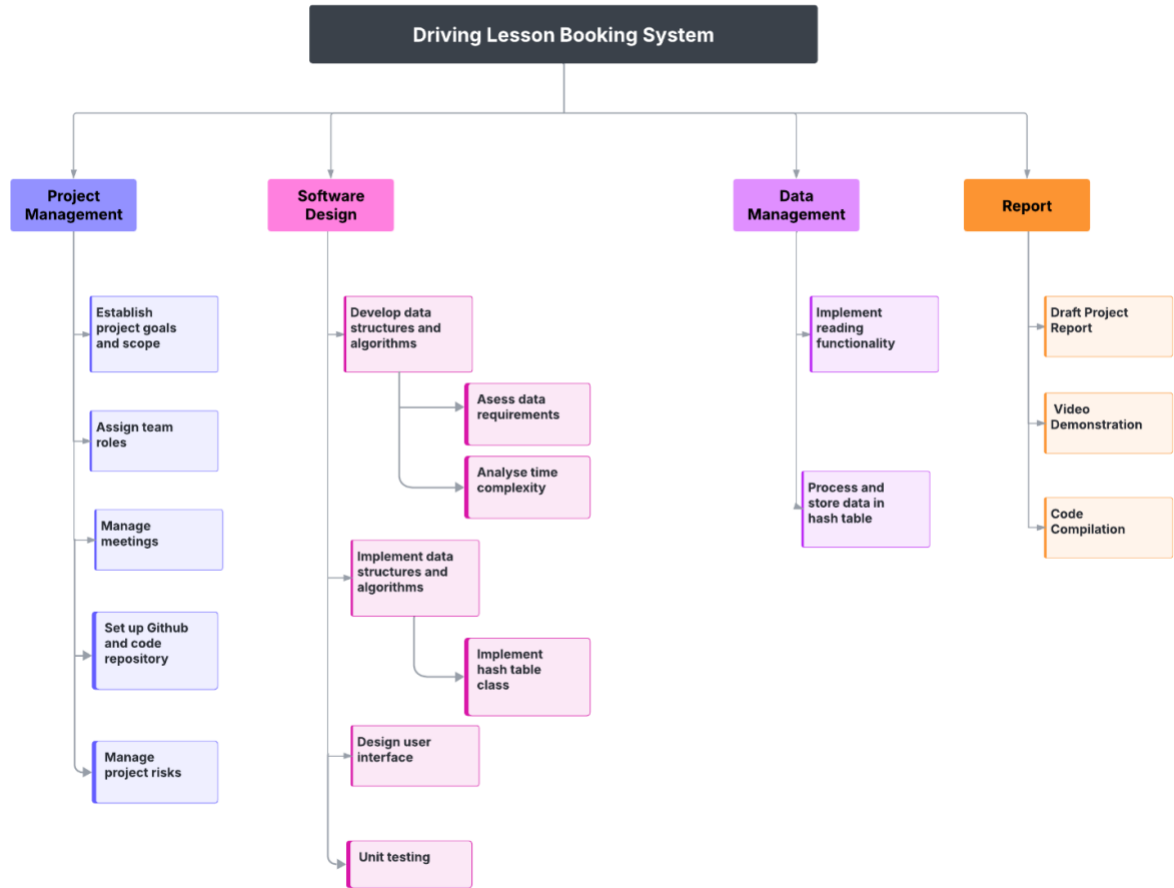 Driving Lesson Booking System
Project
Management
Software
Design
Data
Management
Report
Establish
project goals
and scope
Assign team
roles
Manage
meetings
Set up Github
and code
repository
Manage
project risks
Develop data
structures and
algorithms
Asess data
requirements
Analyse time
complexity
Implement data
structures and
algorithms
Implement
hash table
class
Design user
interface
Unit testing
Implement
reading
functionality
Process and
store data in
hash table
Draft Project
Report
Video
Demonstration
Code
Compilation